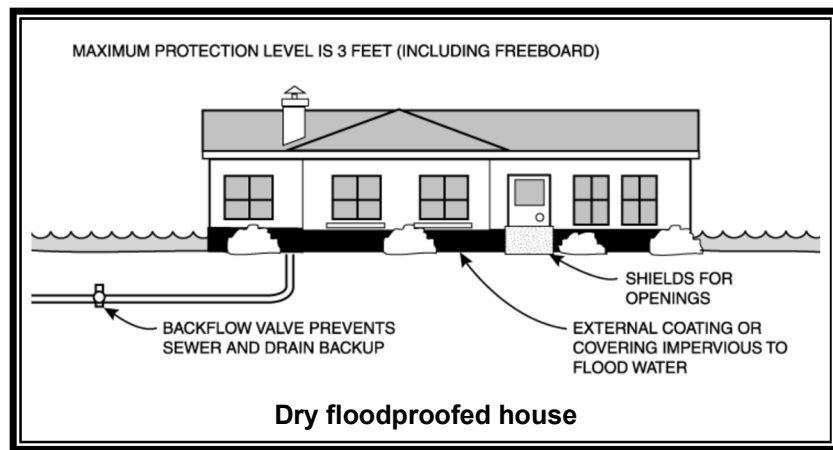 MAXIMUM PROTECTION LEVEL IS 3 FEET (INCLUDING FREEBOARD)
SHIELDS FOR
OPENINGS
BACKFLOW VALVE PREVENTS
SEWER AND DRAIN BACKUP
EXTERNAL COATING OR
COVERING IMPERVIOUS TO
FLOOD WATER
Dry floodproofed house